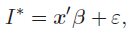 I* = x′β + ε,